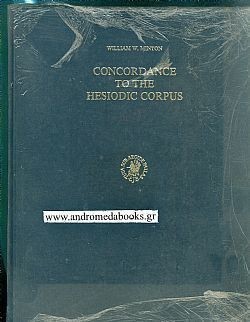 WILLIAM W. MINTON
CONCORDANCE
TO THE
HESIODIC CORPUS
www.andromedabooks.gr